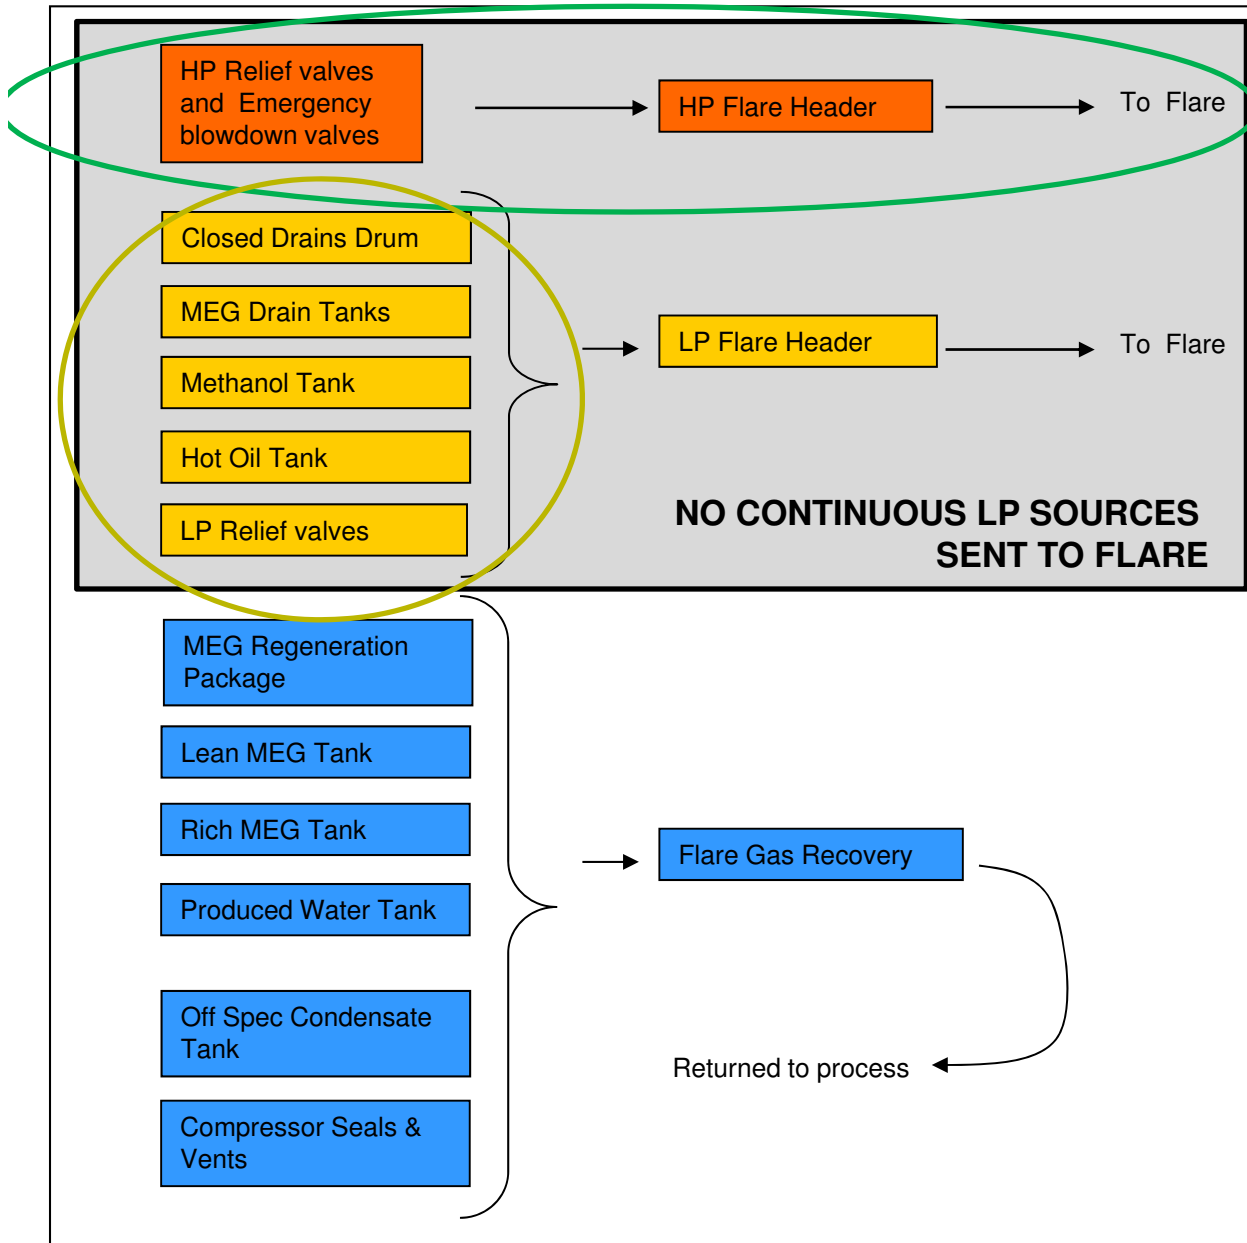 HP Relief valves
and Emergency
blowdown valves
HP Flare Header
To Flare
Closed Drains Drum
MEG Drain Tanks
Methanol Tank
Hot Oil Tank
LP Relief valves
LP Flare Header
To Flare
NO CONTINUOUS LP SOURCES
SENT TO FLARE
MEG Regeneration
Package
Lean MEG Tank
Rich MEG Tank
Produced Water Tank
Off Spec Condensate
Tank
Compressor Seals &
Vents
Flare Gas Recovery
Returned to process